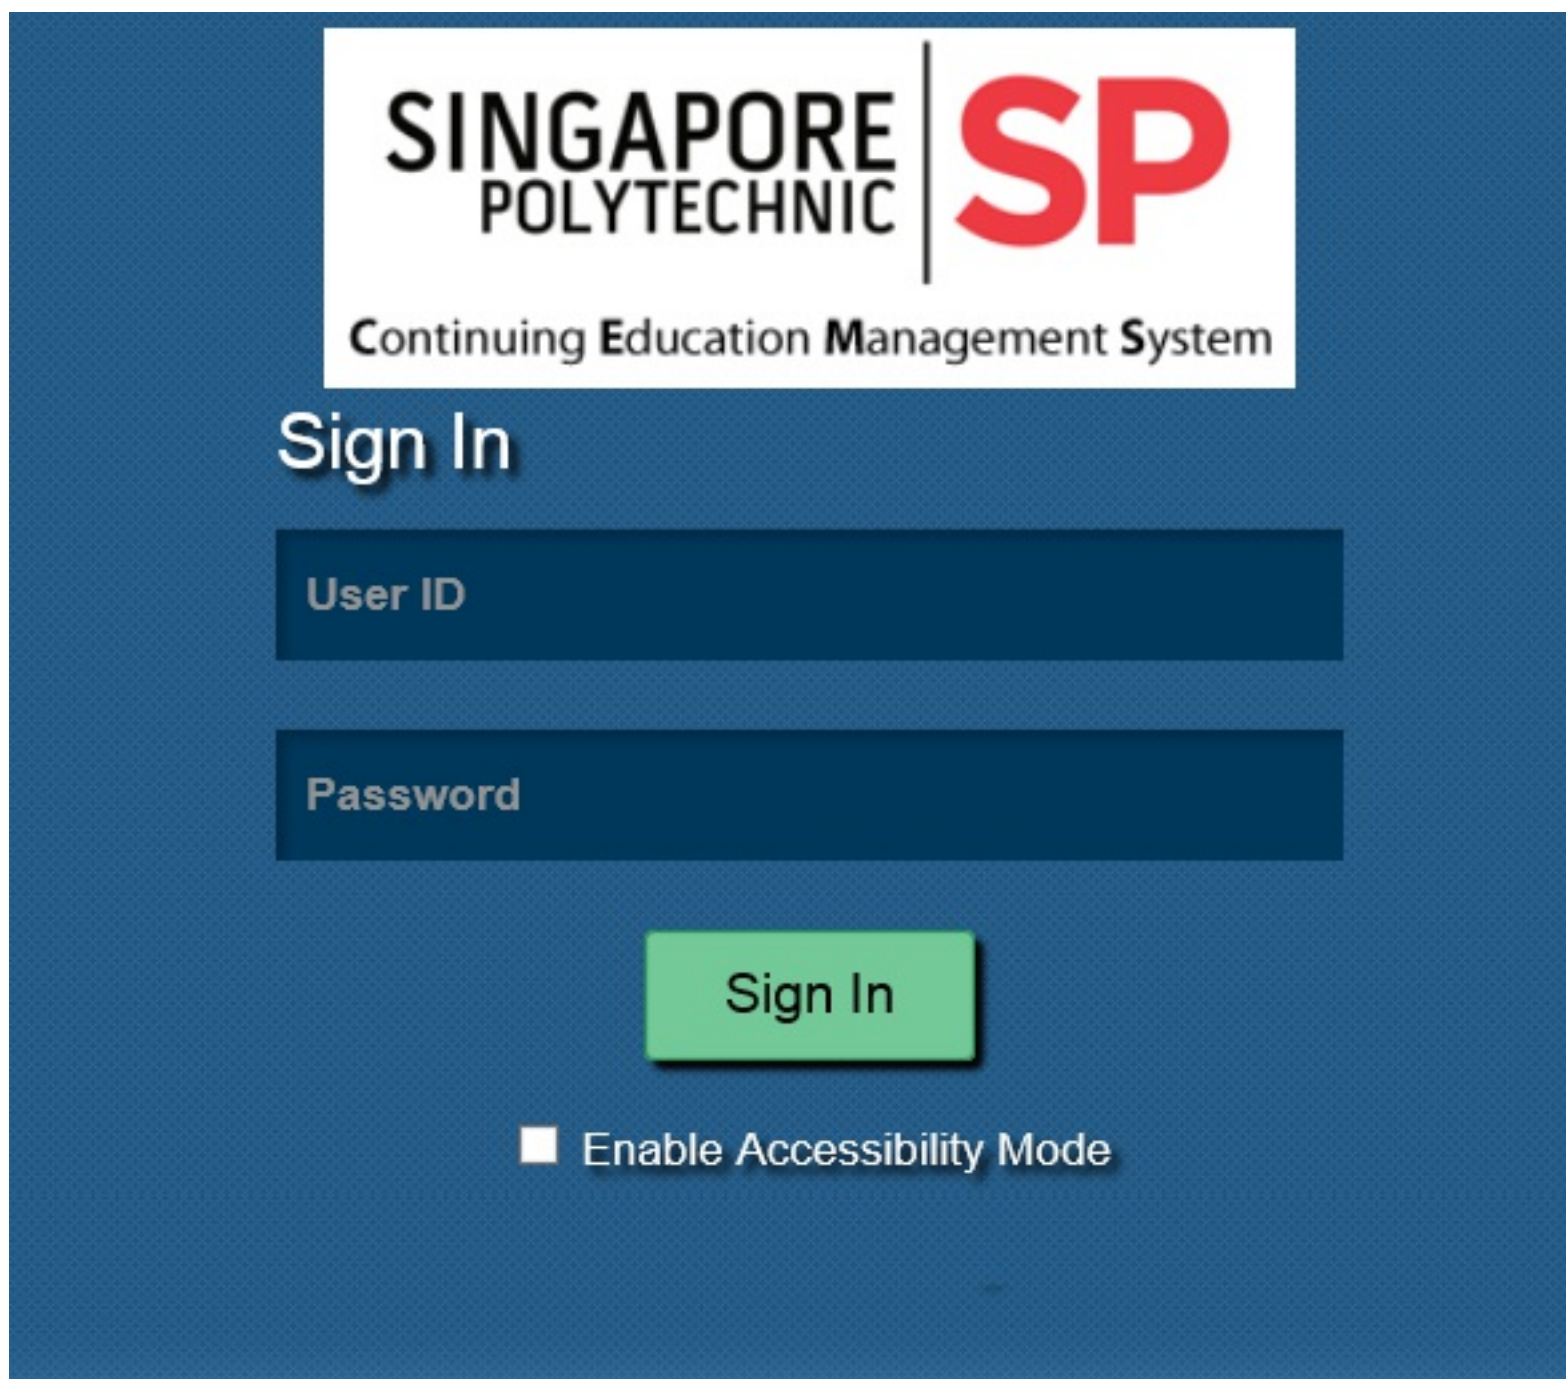 SINGAPORE
POLYTECHNIC
SP
Continuing Education Management System
Sign In
User ID
Password
Sign In
Enable Accessibility Mode